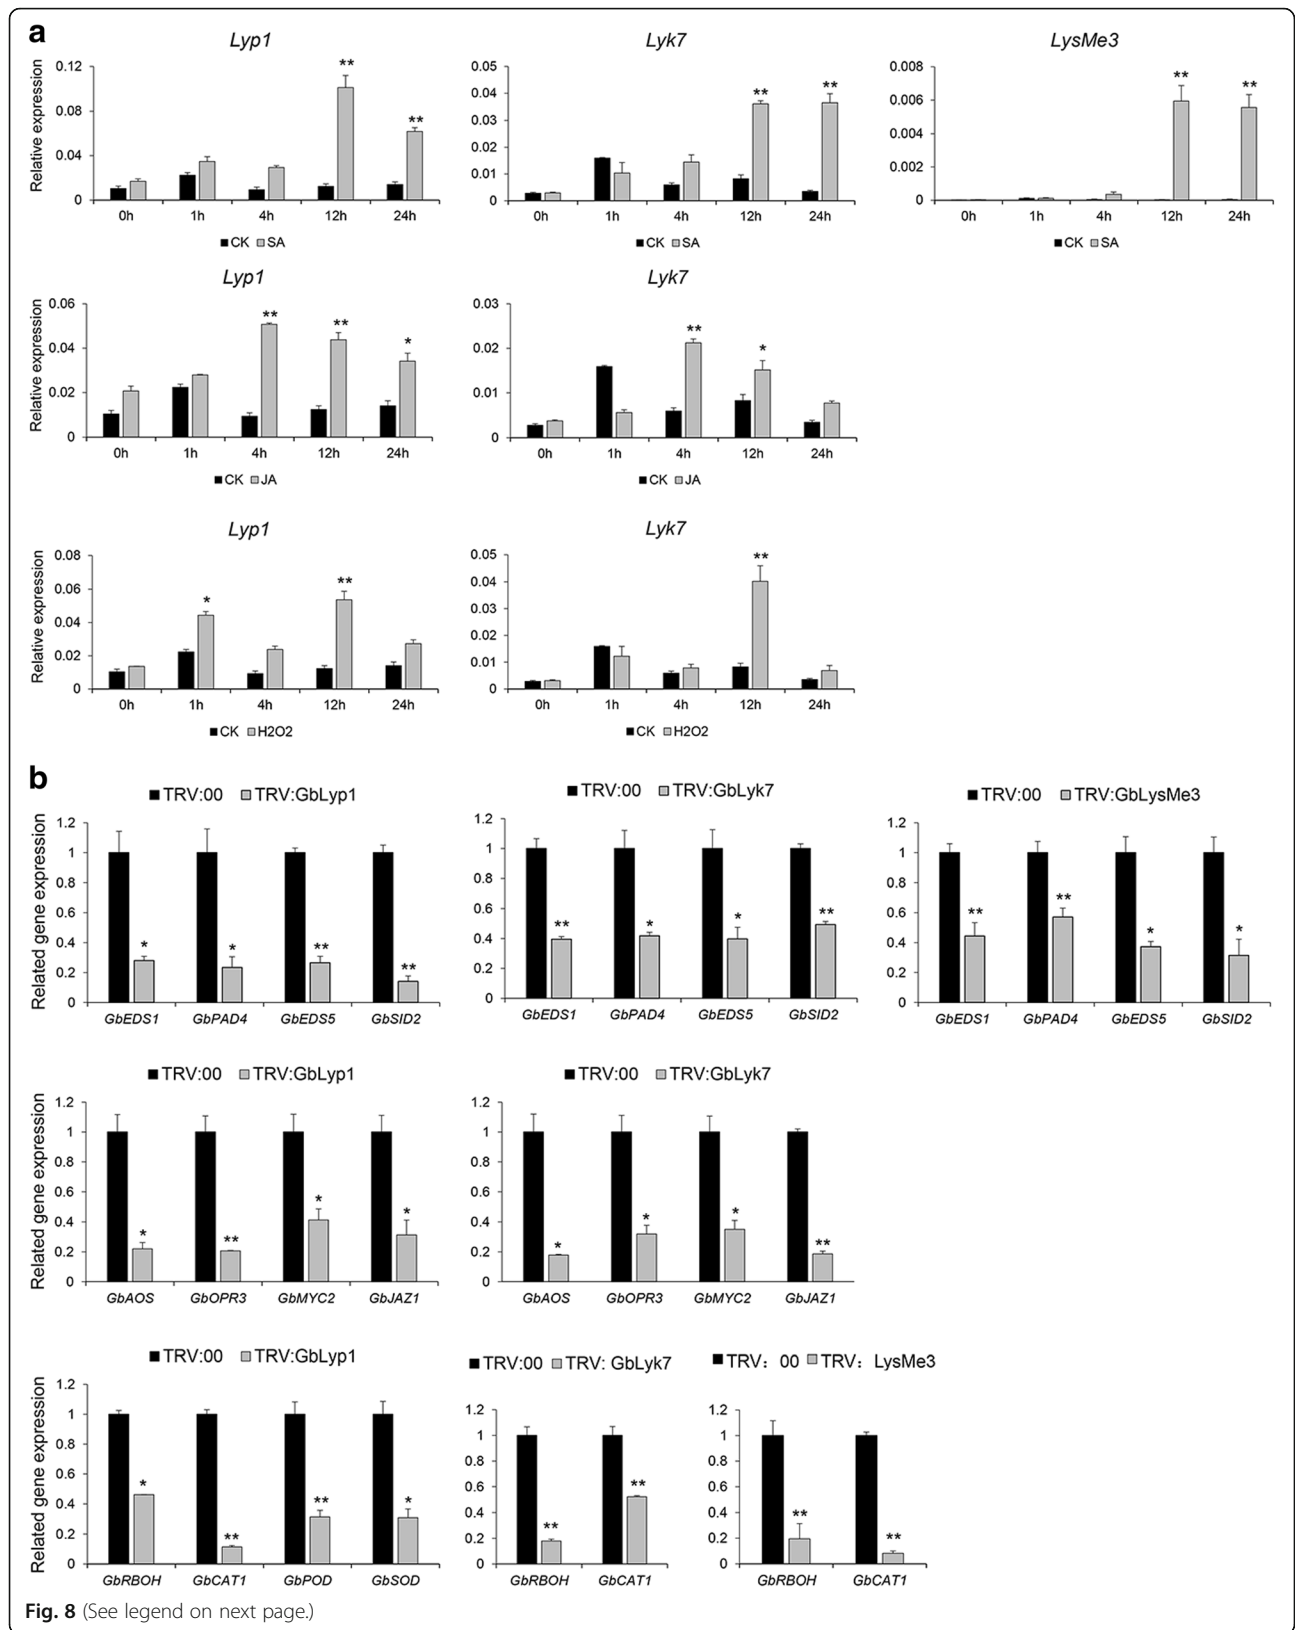 a
Lyp1 Lyk7 LysMe3
Relative expression
0.12
0.08
0.04
0
0h 1h 4h 12h 24h
** **
CK SA
0.05
0.04
0.03
0.02
0.01
0
0h 1h 4h 12h 24h
** **
CK SA
0.008
0.006
0.004
0.002
0
0h 1h 4h 12h 24h
** **
CK SA
Lyp1 Lyk7
Relative expression
0.06
0.04
0.02
0
0h 1h 4h 12h 24h
** ** *
CK JA
0.03
0.02
0.01
0
0h 1h 4h 12h 24h
** *
CK JA
Lyp1 Lyk7
Relative expression
0.08
0.06
0.04
0.02
0
0h 1h 4h 12h 24h
* **
CK H2O2
0.05
0.04
0.03
0.02
0.01
0
0h 1h 4h 12h 24h
**
CK H2O2
b
TRV:00 TRV:GbLyp1
Related gene expression
1.2
1
0.8
0.6
0.4
0.2
0
* * ** **
GbEDS1 GbPAD4 GbEDS5 GbSID2
TRV:00 TRV:GbLyk7
1.2
1
0.8
0.6
0.4
0.2
0
** * * **
GbEDS1 GbPAD4 GbEDS5 GbSID2
TRV:00 TRV:GbLysMe3
1.2
1
0.8
0.6
0.4
0.2
0
** ** * *
GbEDS1 GbPAD4 GbEDS5 GbSID2
TRV:00 TRV:GbLyp1
Related gene expression
1.2
1
0.8
0.6
0.4
0.2
0
* ** * *
GbAOS GbOPR3 GbMYC2 GbJAZ1
TRV:00 TRV:GbLyk7
1.2
1
0.8
0.6
0.4
0.2
0
* * * **
GbAOS GbOPR3 GbMYC2 GbJAZ1
TRV:00 TRV:GbLyp1
Related gene expression
1.2
1
0.8
0.6
0.4
0.2
0
* ** ** *
GbRBOH GbCAT1 GbPOD GbSOD
TRV:00 TRV: GbLyk7
1.2
1
0.8
0.6
0.4
0.2
0
** **
GbRBOH GbCAT1
TRV：00 TRV：LysMe3
1.2
1
0.8
0.6
0.4
0.2
0
** **
GbRBOH GbCAT1
Fig. 8 (See legend on next page.)